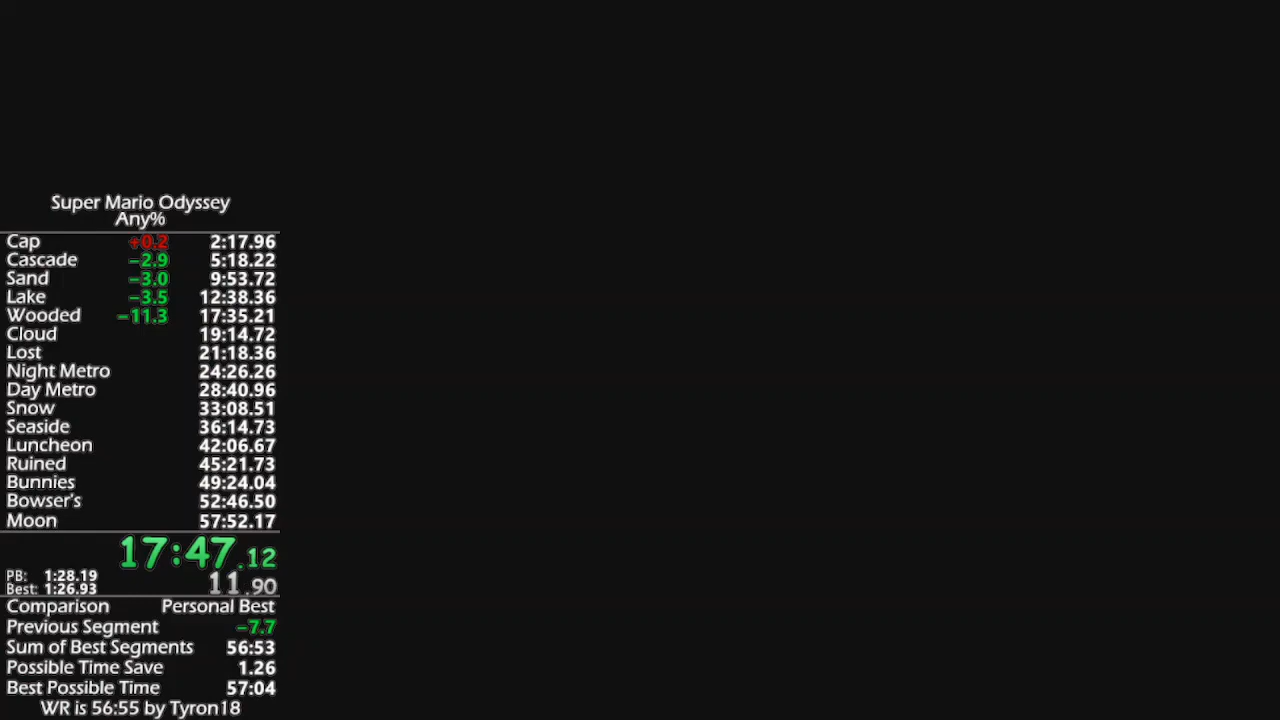 Super Mario Odyssey
Any%
Cap +0.2 2:17.96
Cascade -2.9 5:18.22
Sand -3.0 9:53.72
Lake -3.5 12:38.36
Wooded -11.3 17:35.21
Cloud 19:14.72
Lost 21:18.36
Night Metro 24:26.26
Day Metro 28:40.96
Snow 33:08.51
Seaside 36:14.73
Luncheon 42:06.67
Ruined 45:21.73
Bunnies 49:24.04
Bowser's 52:46.50
Moon 57:52.17
17:47.12
PB: 1:28.19 11.90
Best: 1:26.93
Comparison Personal Best
Previous Segment -7.7
Sum of Best Segments 56:53
Possible Time Save 1.26
Best Possible Time 57:04
WR is 56:55 by Tyron18